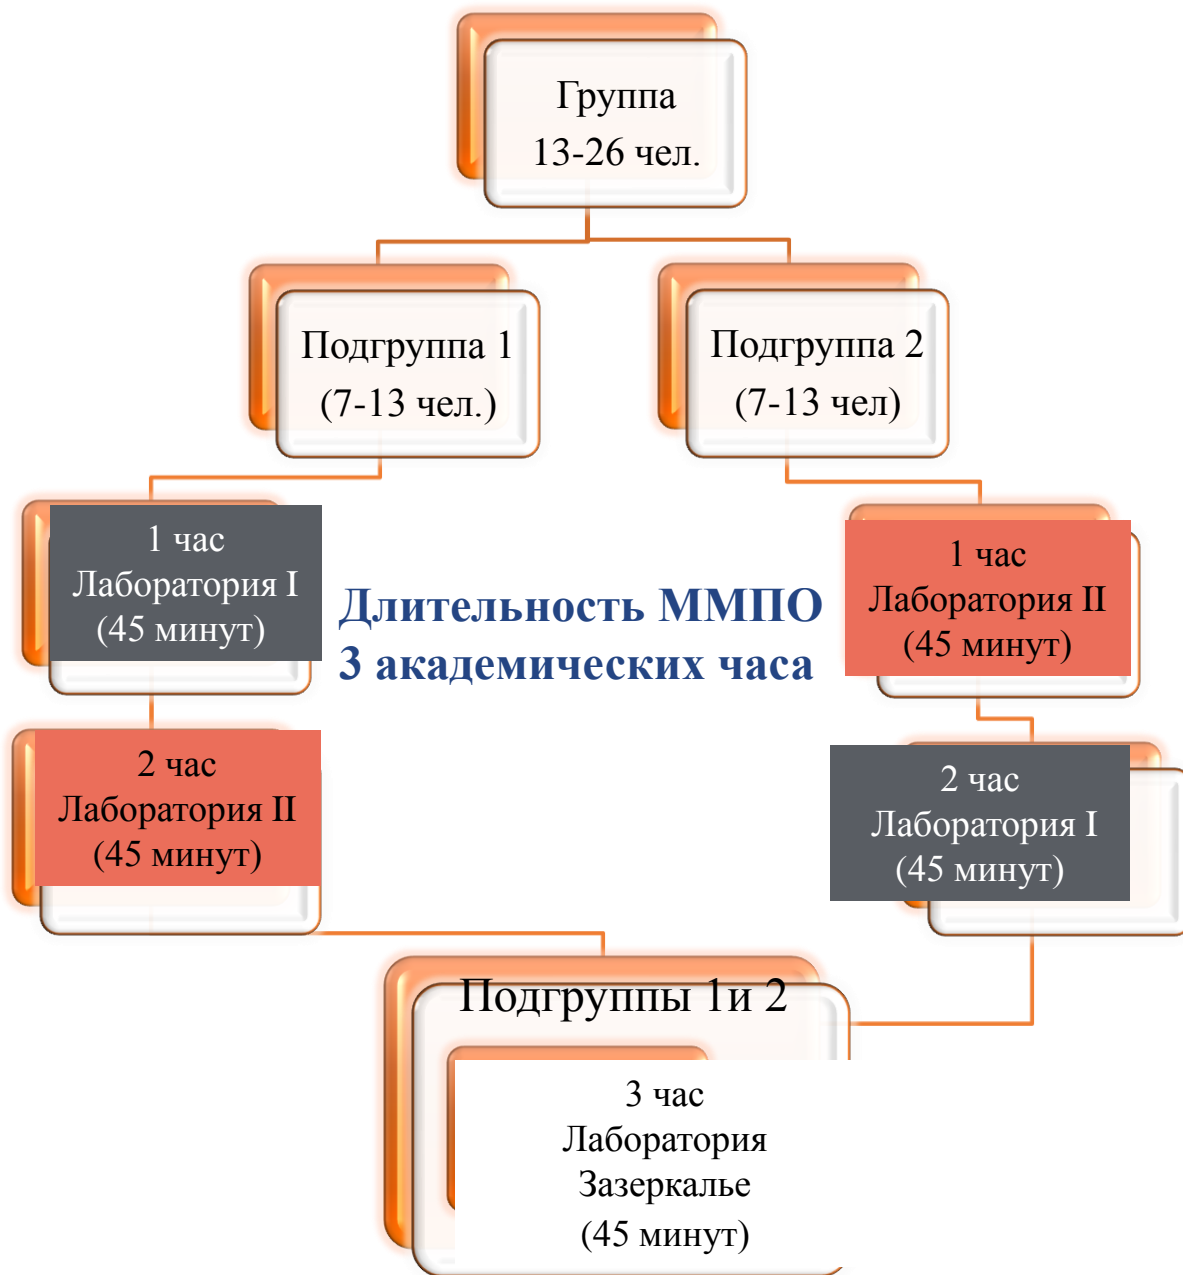 Группа
13-26 чел.
Подгруппа 1
(7-13 чел.)
Подгруппа 2
(7-13 чел)
1 час
Лаборатория I
(45 минут)
Длительность ММПО
3 академических часа
1 час
Лаборатория II
(45 минут)
2 час
Лаборатория II
(45 минут)
2 час
Лаборатория I
(45 минут)
Подгруппы 1и 2
3 час
Лаборатория
Зазеркалье
(45 минут)